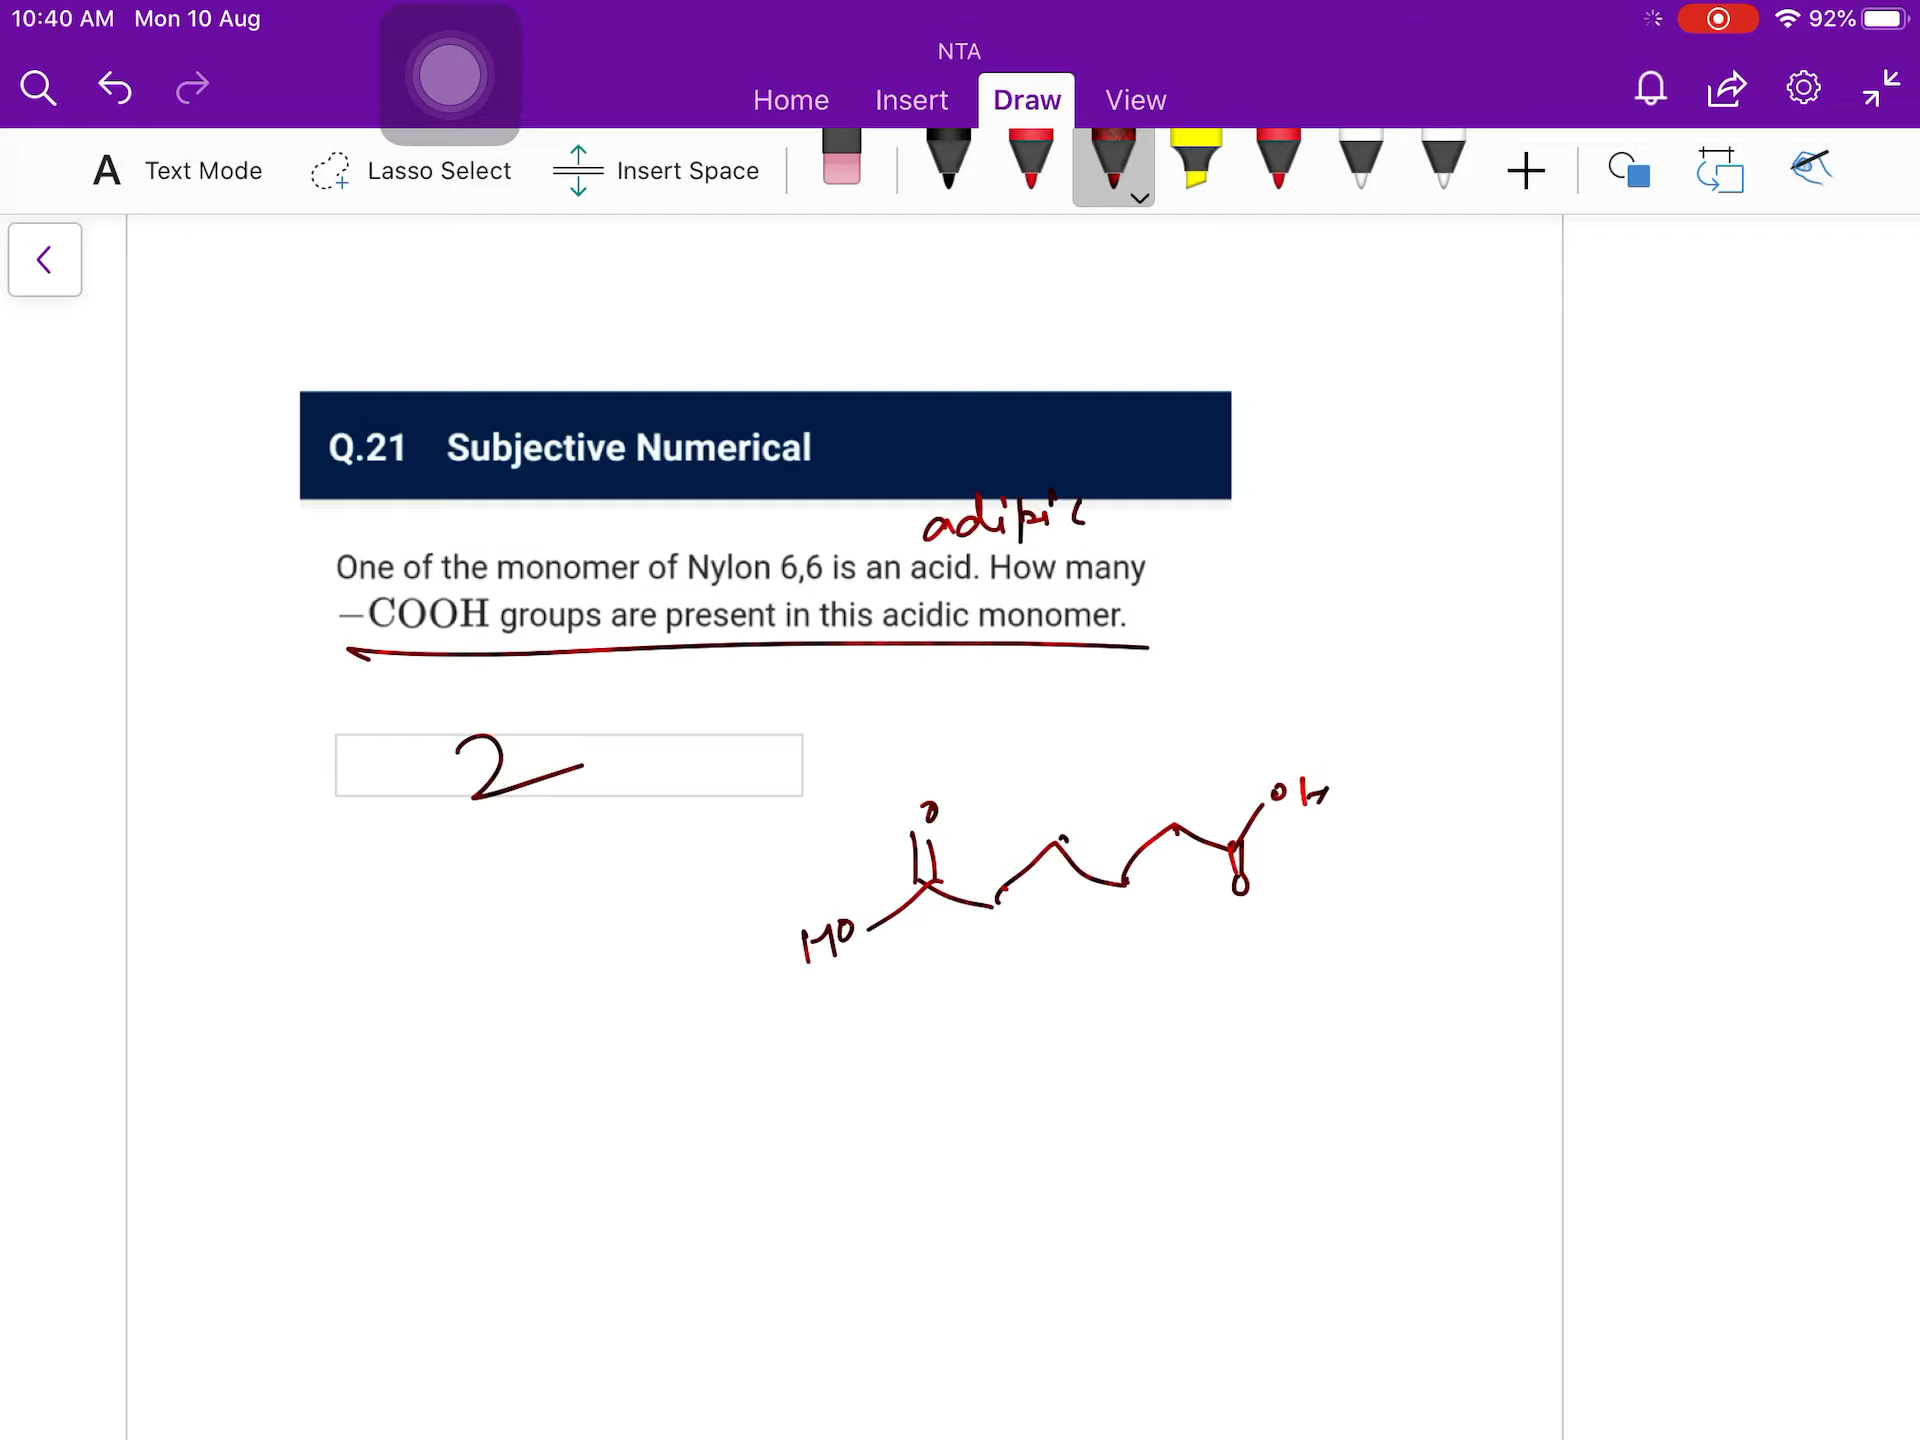 10:40 AM Mon 10 Aug
92%
NTA
Home Insert Draw View
A Text Mode Lasso Select Insert Space
Q.21 Subjective Numerical
adipic
One of the monomer of Nylon 6,6 is an acid. How many
—COOH groups are present in this acidic monomer.
2
O
OH
O
HO